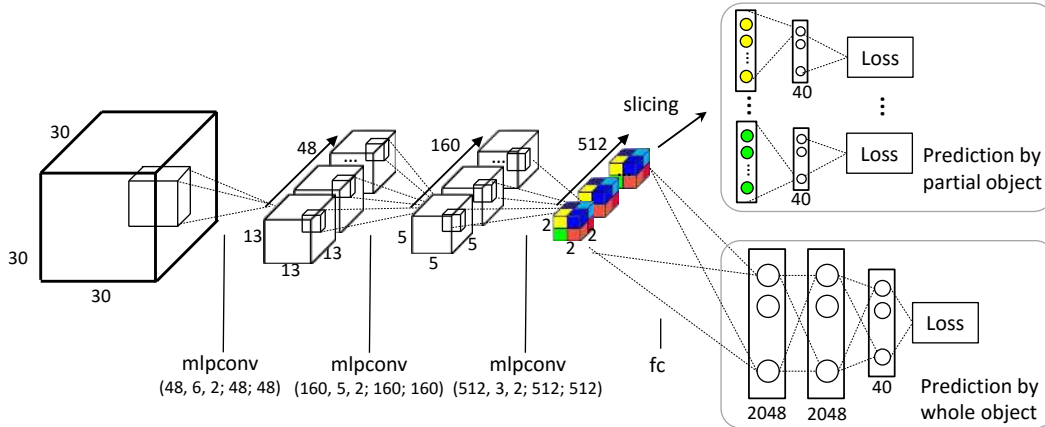 30
30
30
48
13
13
13
mlpconv
(48, 6, 2; 48; 48)
...
160
5
5
5
mlpconv
(160, 5, 2; 160; 160)
...
512
2
2
2
mlpconv
(512, 3, 2; 512; 512)
slicing
fc
40
Loss
40
Loss
Prediction by
partial object
2048
2048
40
Loss
Prediction by
whole object